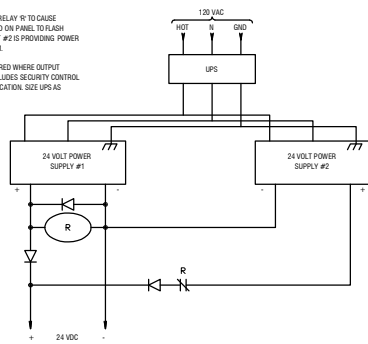 RELAY 'R' TO CAUSE
ON PANEL TO FLASH
#2 IS PROVIDING POWER
RED WHERE OUTPUT
LUDES SECURITY CONTROL
CATION. SIZE UPS AS
120 VAC
HOT N GND
UPS
24 VOLT POWER
SUPPLY #1
24 VOLT POWER
SUPPLY #2
+ -
- +
R
R
+ 24 VDC -